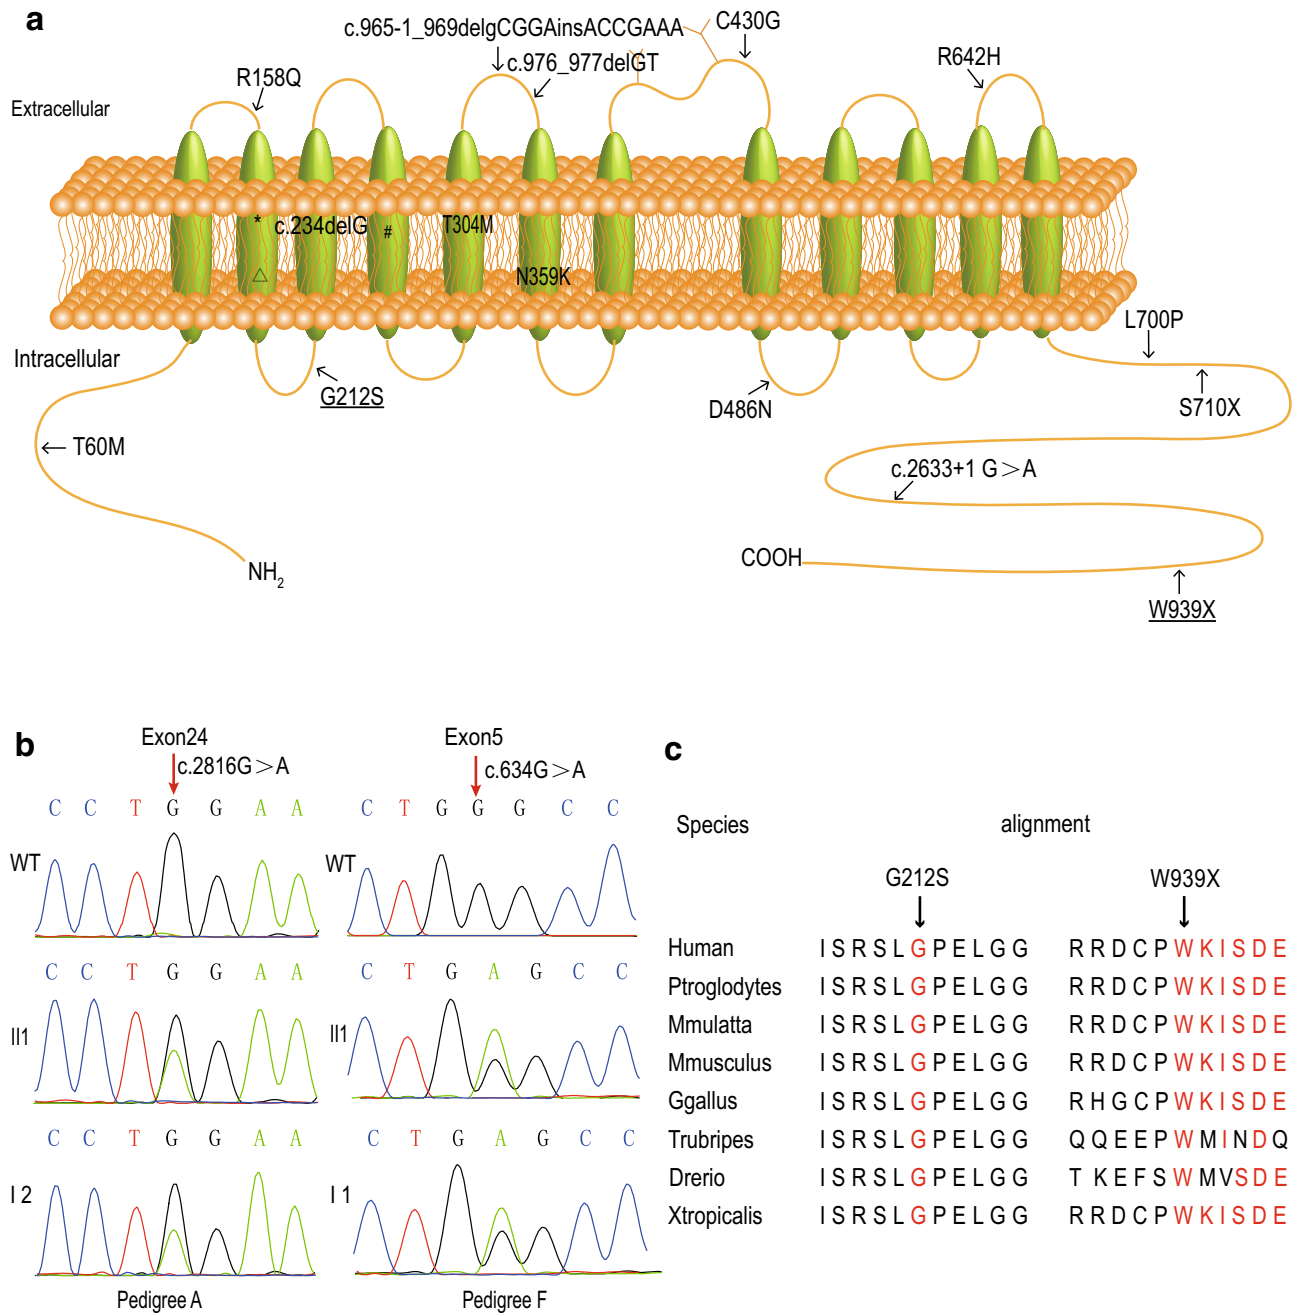 a
c.965-1_969delgCGGAinsACCGAAA
C430G
c.976_977delGT
R158Q
R642H
Extracellular
*
c.234delG
#
T304M
△
N359K
L700P
Intracellular
G212S
D486N
S710X
T60M
c.2633+1 G>A
COOH
NH2
W939X
b
Exon24
c.2816G>A
C C T G G A A
WT
II1
C C T G G A A
I 2
C C T G G A A
Pedigree A
Exon5
c.634G>A
C T G G G C C
WT
II1
C T G A G C C
I 1
C T G A G C C
Pedigree F
c
Species alignment
G212S W939X
Human I S R S L G P E L G G R R D C P W K I S D E
Ptroglodytes I S R S L G P E L G G R R D C P W K I S D E
Mmulatta I S R S L G P E L G G R R D C P W K I S D E
Mmusculus I S R S L G P E L G G R R D C P W K I S D E
Ggallus I S R S L G P E L G G R H G C P W K I S D E
Trubripes I S R S L G P E L G G Q Q E E P W M I N D Q
Drerio I S R S L G P E L G G T K E F S W M V S D E
Xtropicalis I S R S L G P E L G G R R D C P W K I S D E